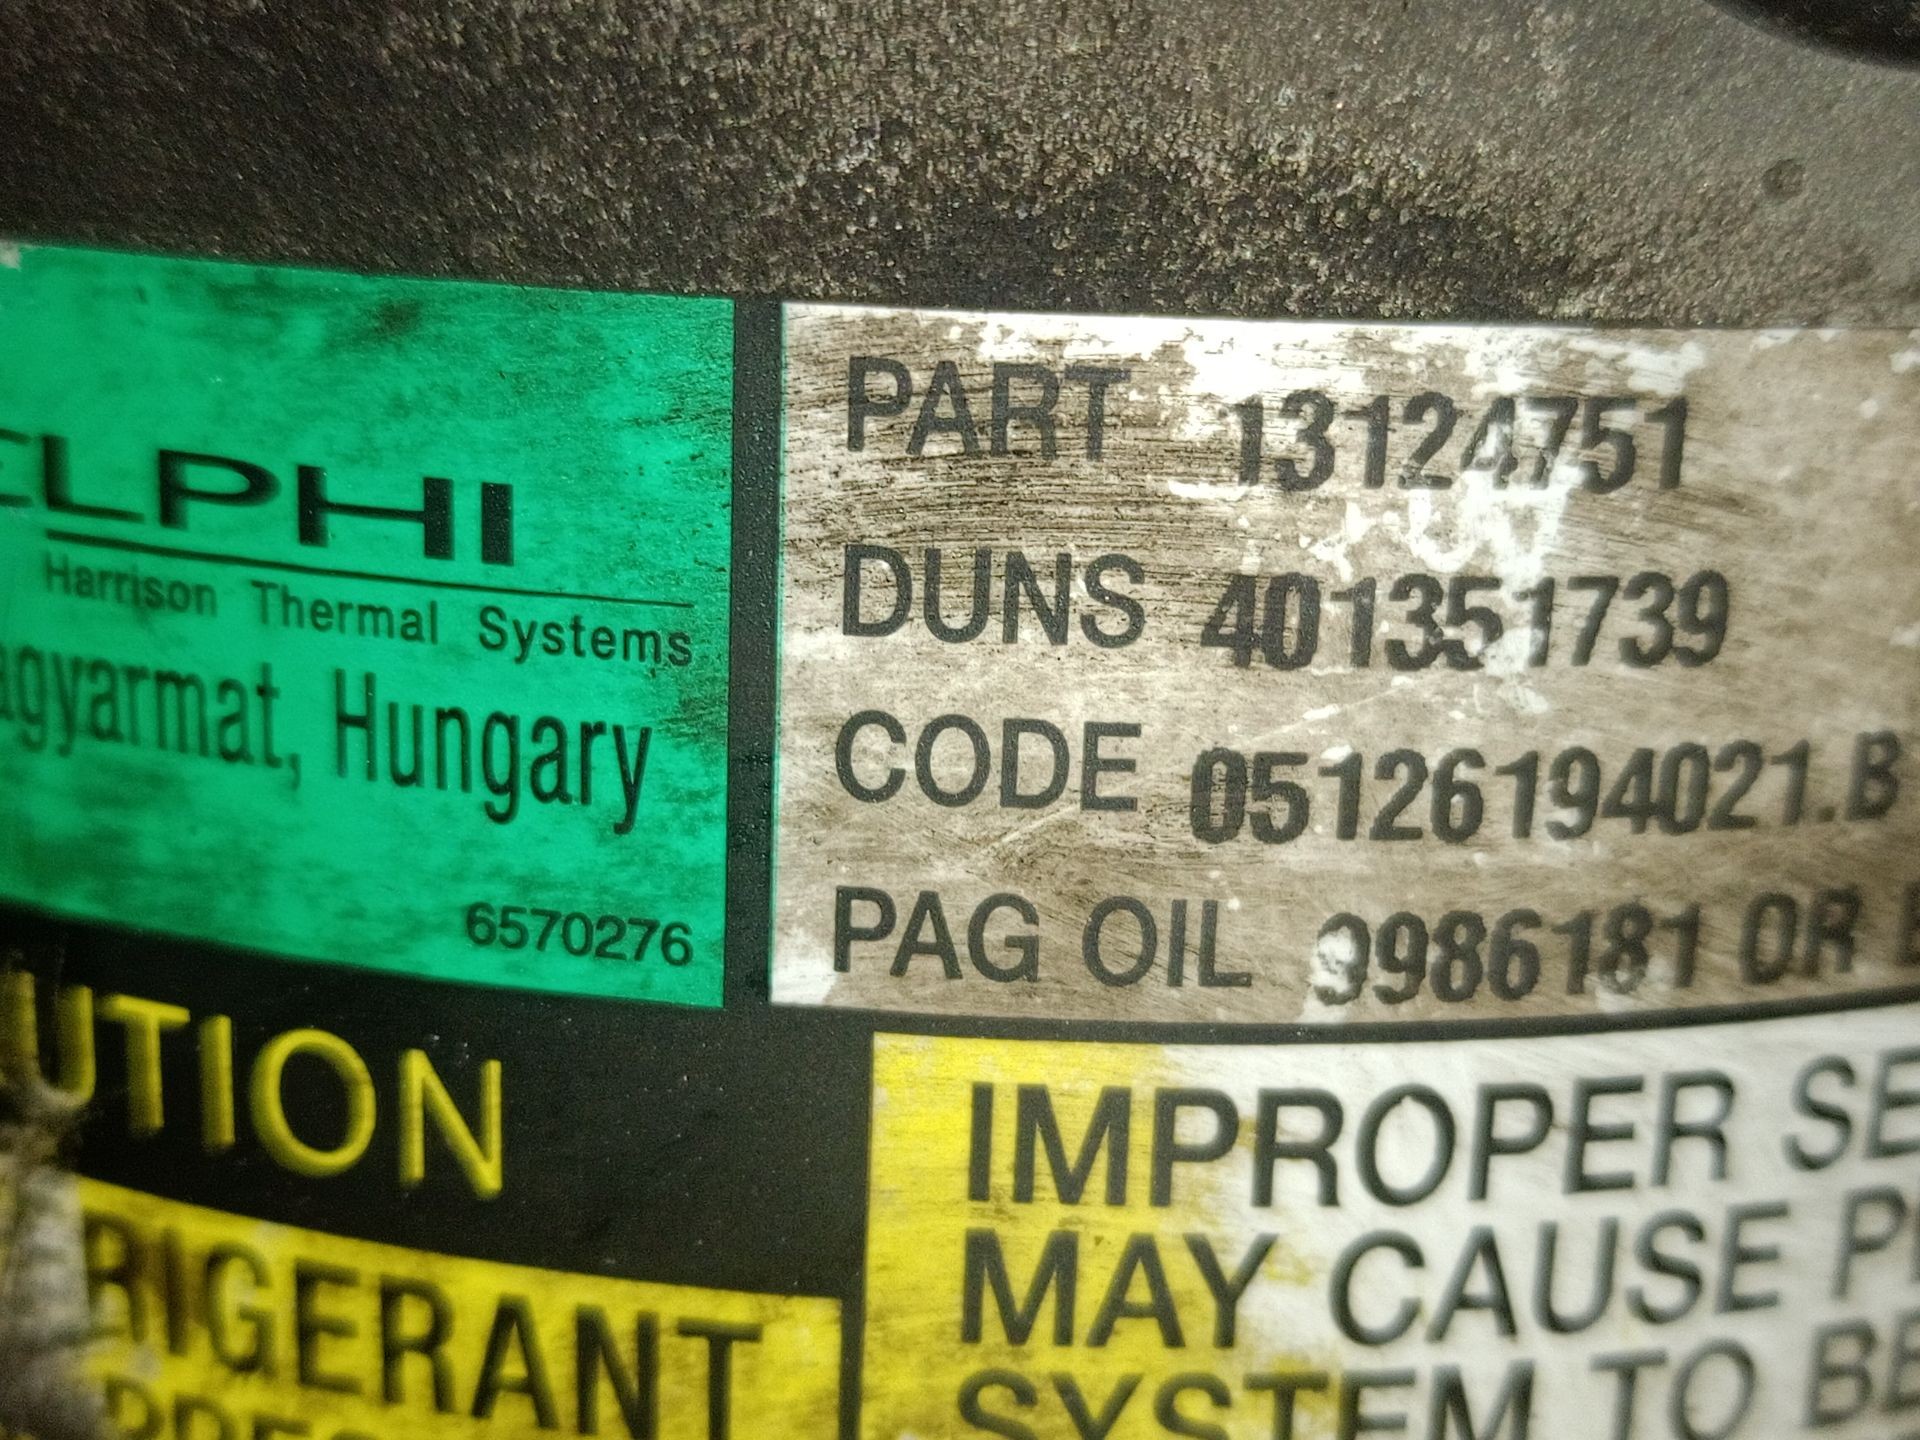 ELPHI
Harrison Thermal Systems
agyarmat, Hungary
6570276
PART 13124751
DUNS 401351739
CODE 05126194021.B
PAG OIL 9986181 OR
UTION
RIGERANT
IMPROPER SE
MAY CAUSE
SYSTEM TO BE